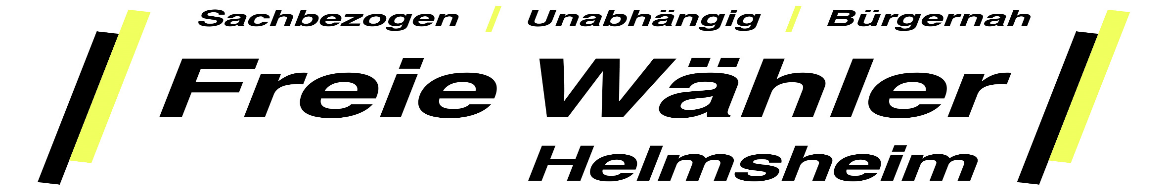 Sachbezogen / Unabhängig / Bürgernah
Freie Wähler
Helmsheim